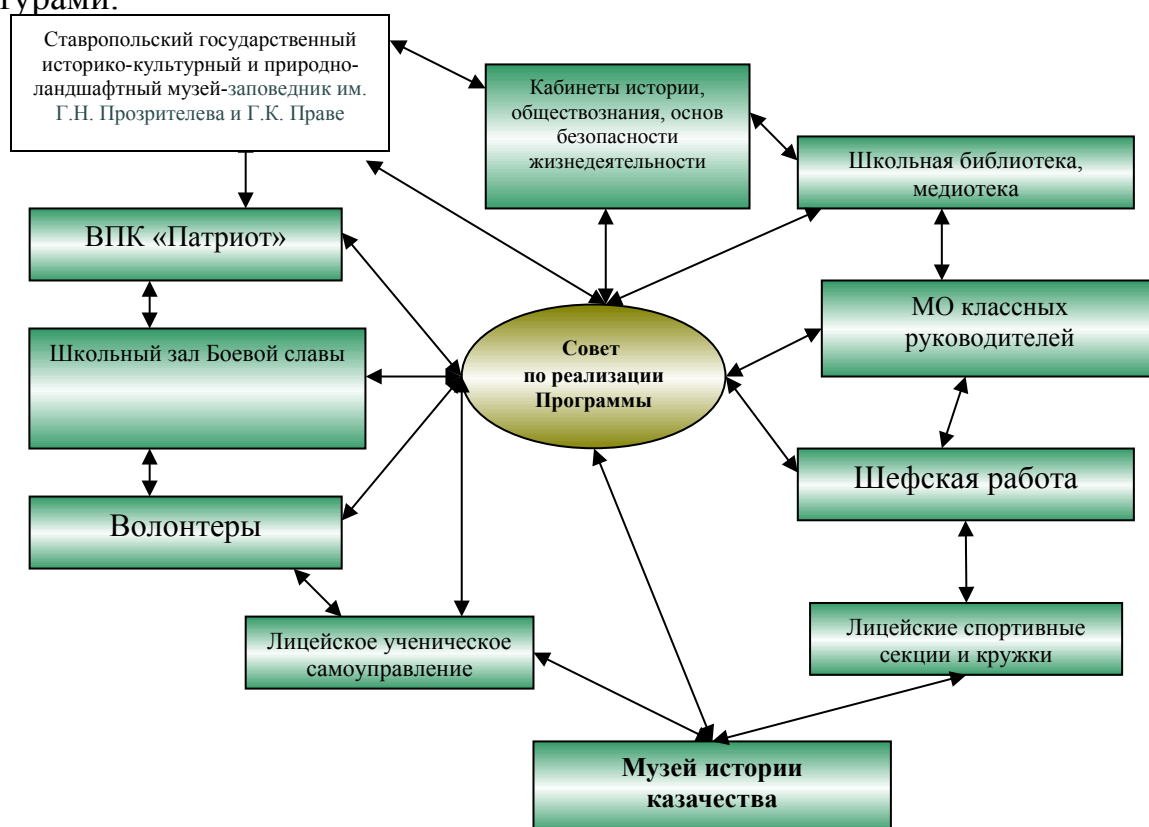 турами:
Ставропольский государственный
историко-культурный и природно-
ландшафтный музей-заповедник им.
Г.Н. Прозрителева и Г.К. Праве
Кабинеты истории,
обществознания, основ
безопасности
жизнедеятельности
Школьная библиотека,
медиотека
ВПК «Патриот»
МО классных
руководителей
Школьный зал Боевой славы
Совет
по реализации
Программы
Шефская работа
Волонтеры
Лицейское ученическое
самоуправление
Лицейские спортивные
секции и кружки
Музей истории
казачества